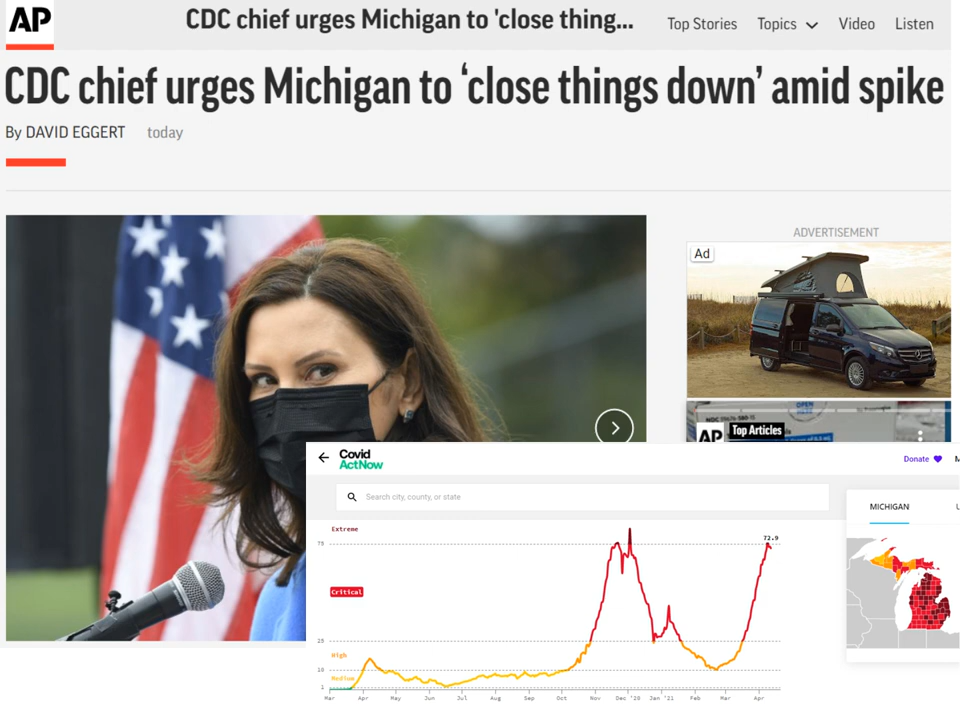 AP
CDC chief urges Michigan to 'close thing...
Top Stories Topics Video Listen
CDC chief urges Michigan to ‘close things down’ amid spike
By DAVID EGGERT today
ADVERTISEMENT
Ad
OPEN
NDC
AP Top Articles
Covid
ActNow
Donate
M
Search city, county, or state
MICHIGAN
U
Extreme
75
72.9
Critical
25
High
10
Medium
1
Mar Apr May Jun Jul Aug Sep Oct Nov Dec '20 Jan '21 Feb Mar Apr